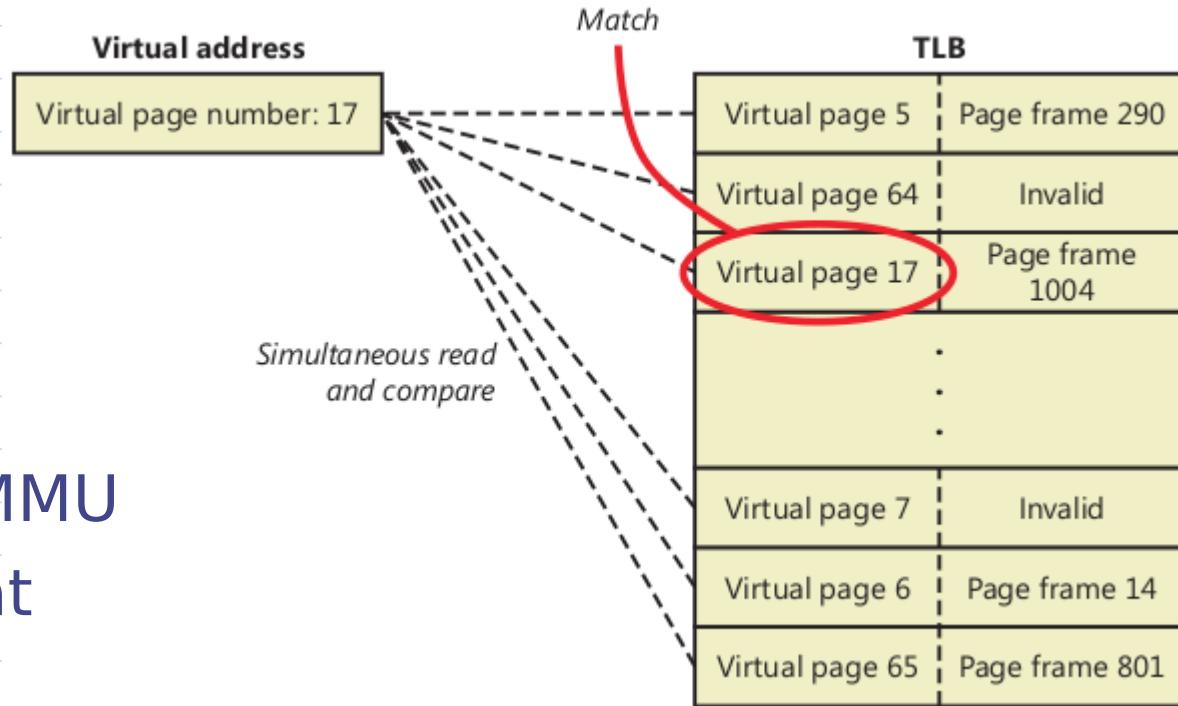 Match
Virtual address
TLB
Virtual page number: 17
Virtual page 5
Page frame 290
Virtual page 64
Invalid
Virtual page 17
Page frame
1004
Simultaneous read
and compare
Virtual page 7
Invalid
Virtual page 6
Page frame 14
Virtual page 65
Page frame 801